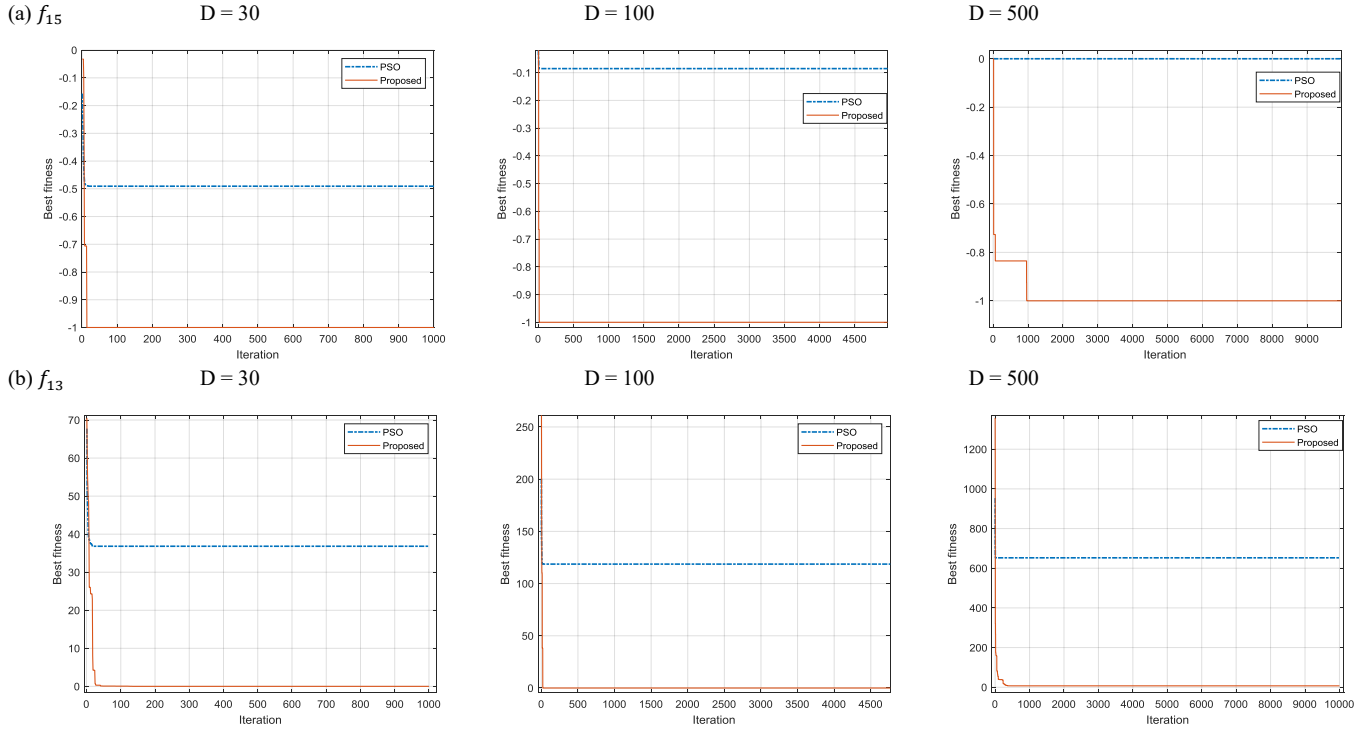 (a) f₁₅ D = 30 D = 100 D = 500
0
-0.1
-0.2
-0.3
-0.4
-0.5
-0.6
-0.7
-0.8
-0.9
-1
Best fitness
0 100 200 300 400 500 600 700 800 900 1000
Iteration
PSO
Proposed
-0.1
-0.2
-0.3
-0.4
-0.5
-0.6
-0.7
-0.8
-0.9
-1
Best fitness
0 500 1000 1500 2000 2500 3000 3500 4000 4500
Iteration
PSO
Proposed
0
-0.2
-0.4
-0.6
-0.8
-1
Best fitness
0 1000 2000 3000 4000 5000 6000 7000 8000 9000
Iteration
PSO
Proposed
(b) f₁₃ D = 30 D = 100 D = 500
70
60
50
40
30
20
10
0
Best fitness
0 100 200 300 400 500 600 700 800 900 1000
Iteration
PSO
Proposed
250
200
150
100
50
0
Best fitness
0 500 1000 1500 2000 2500 3000 3500 4000 4500
Iteration
PSO
Proposed
1200
1000
800
600
400
200
0
Best fitness
0 1000 2000 3000 4000 5000 6000 7000 8000 9000 10000
Iteration
PSO
Proposed